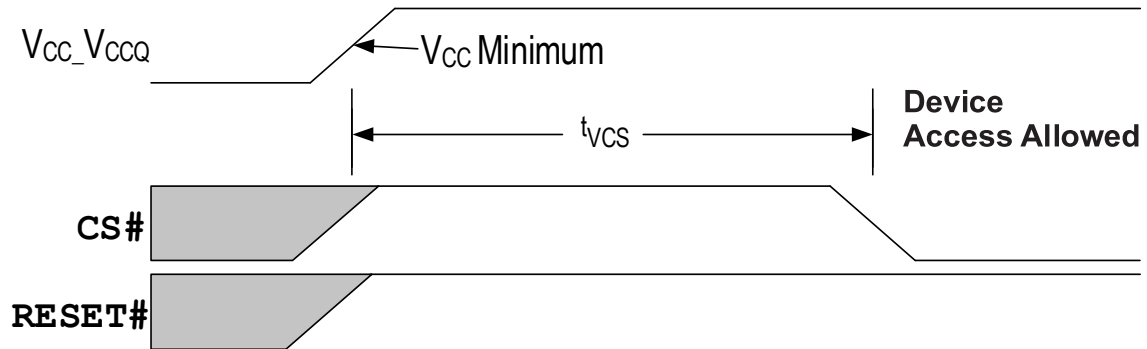 VCC_VCCQ
VCC Minimum
tVCS
Device
Access Allowed
CS#
RESET#